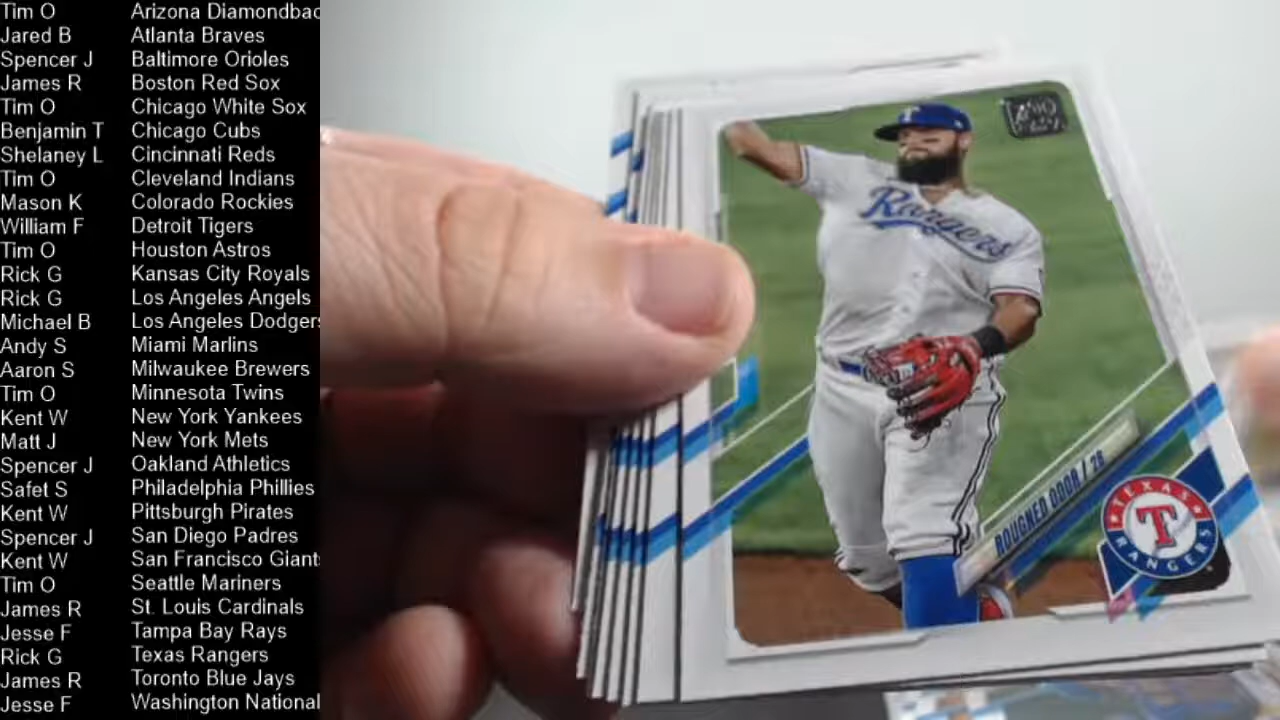 Tim O Arizona Diamondbac
Jared B Atlanta Braves
Spencer J Baltimore Orioles
James R Boston Red Sox
Tim O Chicago White Sox
Benjamin T Chicago Cubs
Shelaney L Cincinnati Reds
Tim O Cleveland Indians
Mason K Colorado Rockies
William F Detroit Tigers
Tim O Houston Astros
Rick G Kansas City Royals
Rick G Los Angeles Angels
Michael B Los Angeles Dodgers
Andy S Miami Marlins
Aaron S Milwaukee Brewers
Tim O Minnesota Twins
Kent W New York Yankees
Matt J New York Mets
Spencer J Oakland Athletics
Safet S Philadelphia Phillies
Kent W Pittsburgh Pirates
Spencer J San Diego Padres
Kent W San Francisco Giants
Tim O Seattle Mariners
James R St. Louis Cardinals
Jesse F Tampa Bay Rays
Rick G Texas Rangers
James R Toronto Blue Jays
Jesse F Washington National
T
Rangers
ROUGNED ODOR / 2B
TEXAS
T
RANGERS